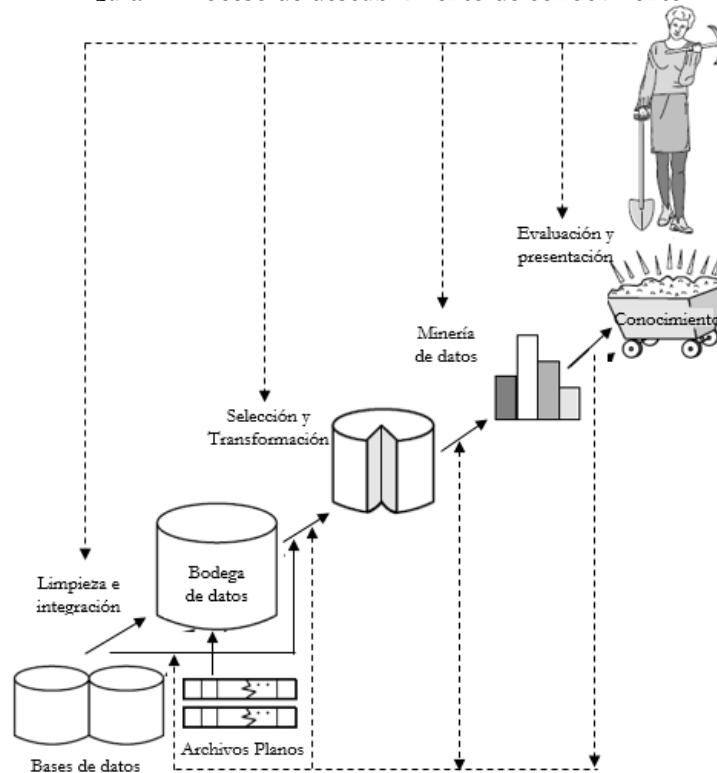 Evaluación y
presentación
Conocimiento
Minería
de datos
Selección y
Transformación
Bodega
de datos
Limpieza e
integración
Archivos Planos
Bases de datos